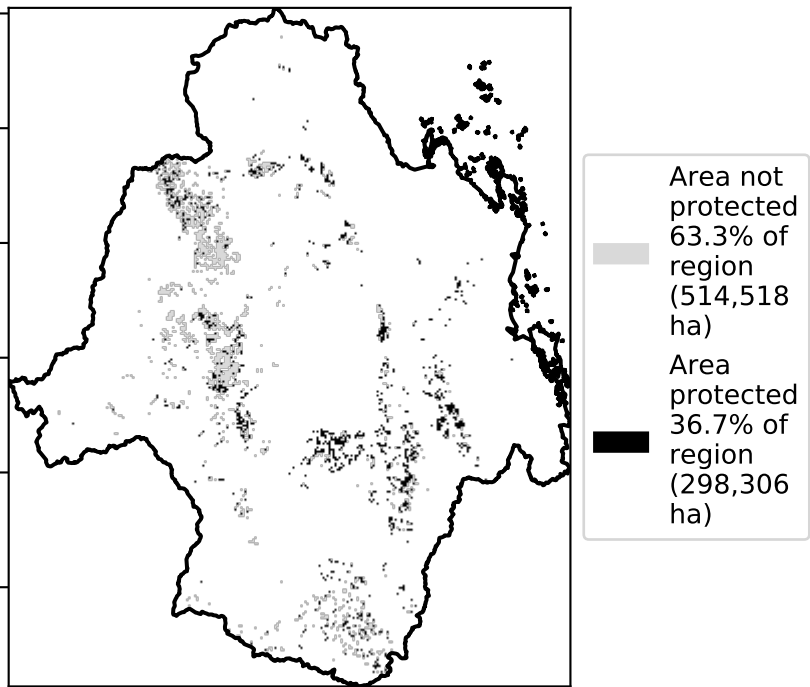 Area not
protected
63.3% of
region
(514,518
ha)
Area
protected
36.7% of
region
(298,306
ha)